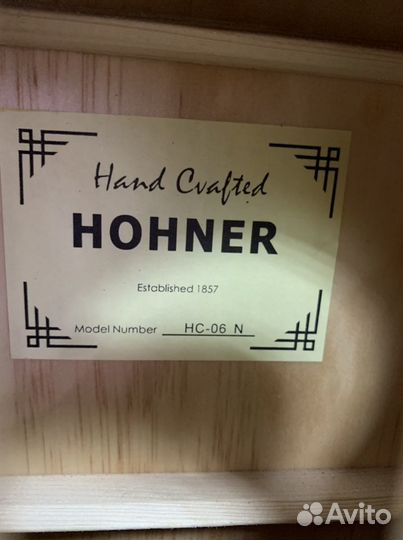 Hand Crafted
HOHNER
Established 1857
Model Number HC-06 N
Avito